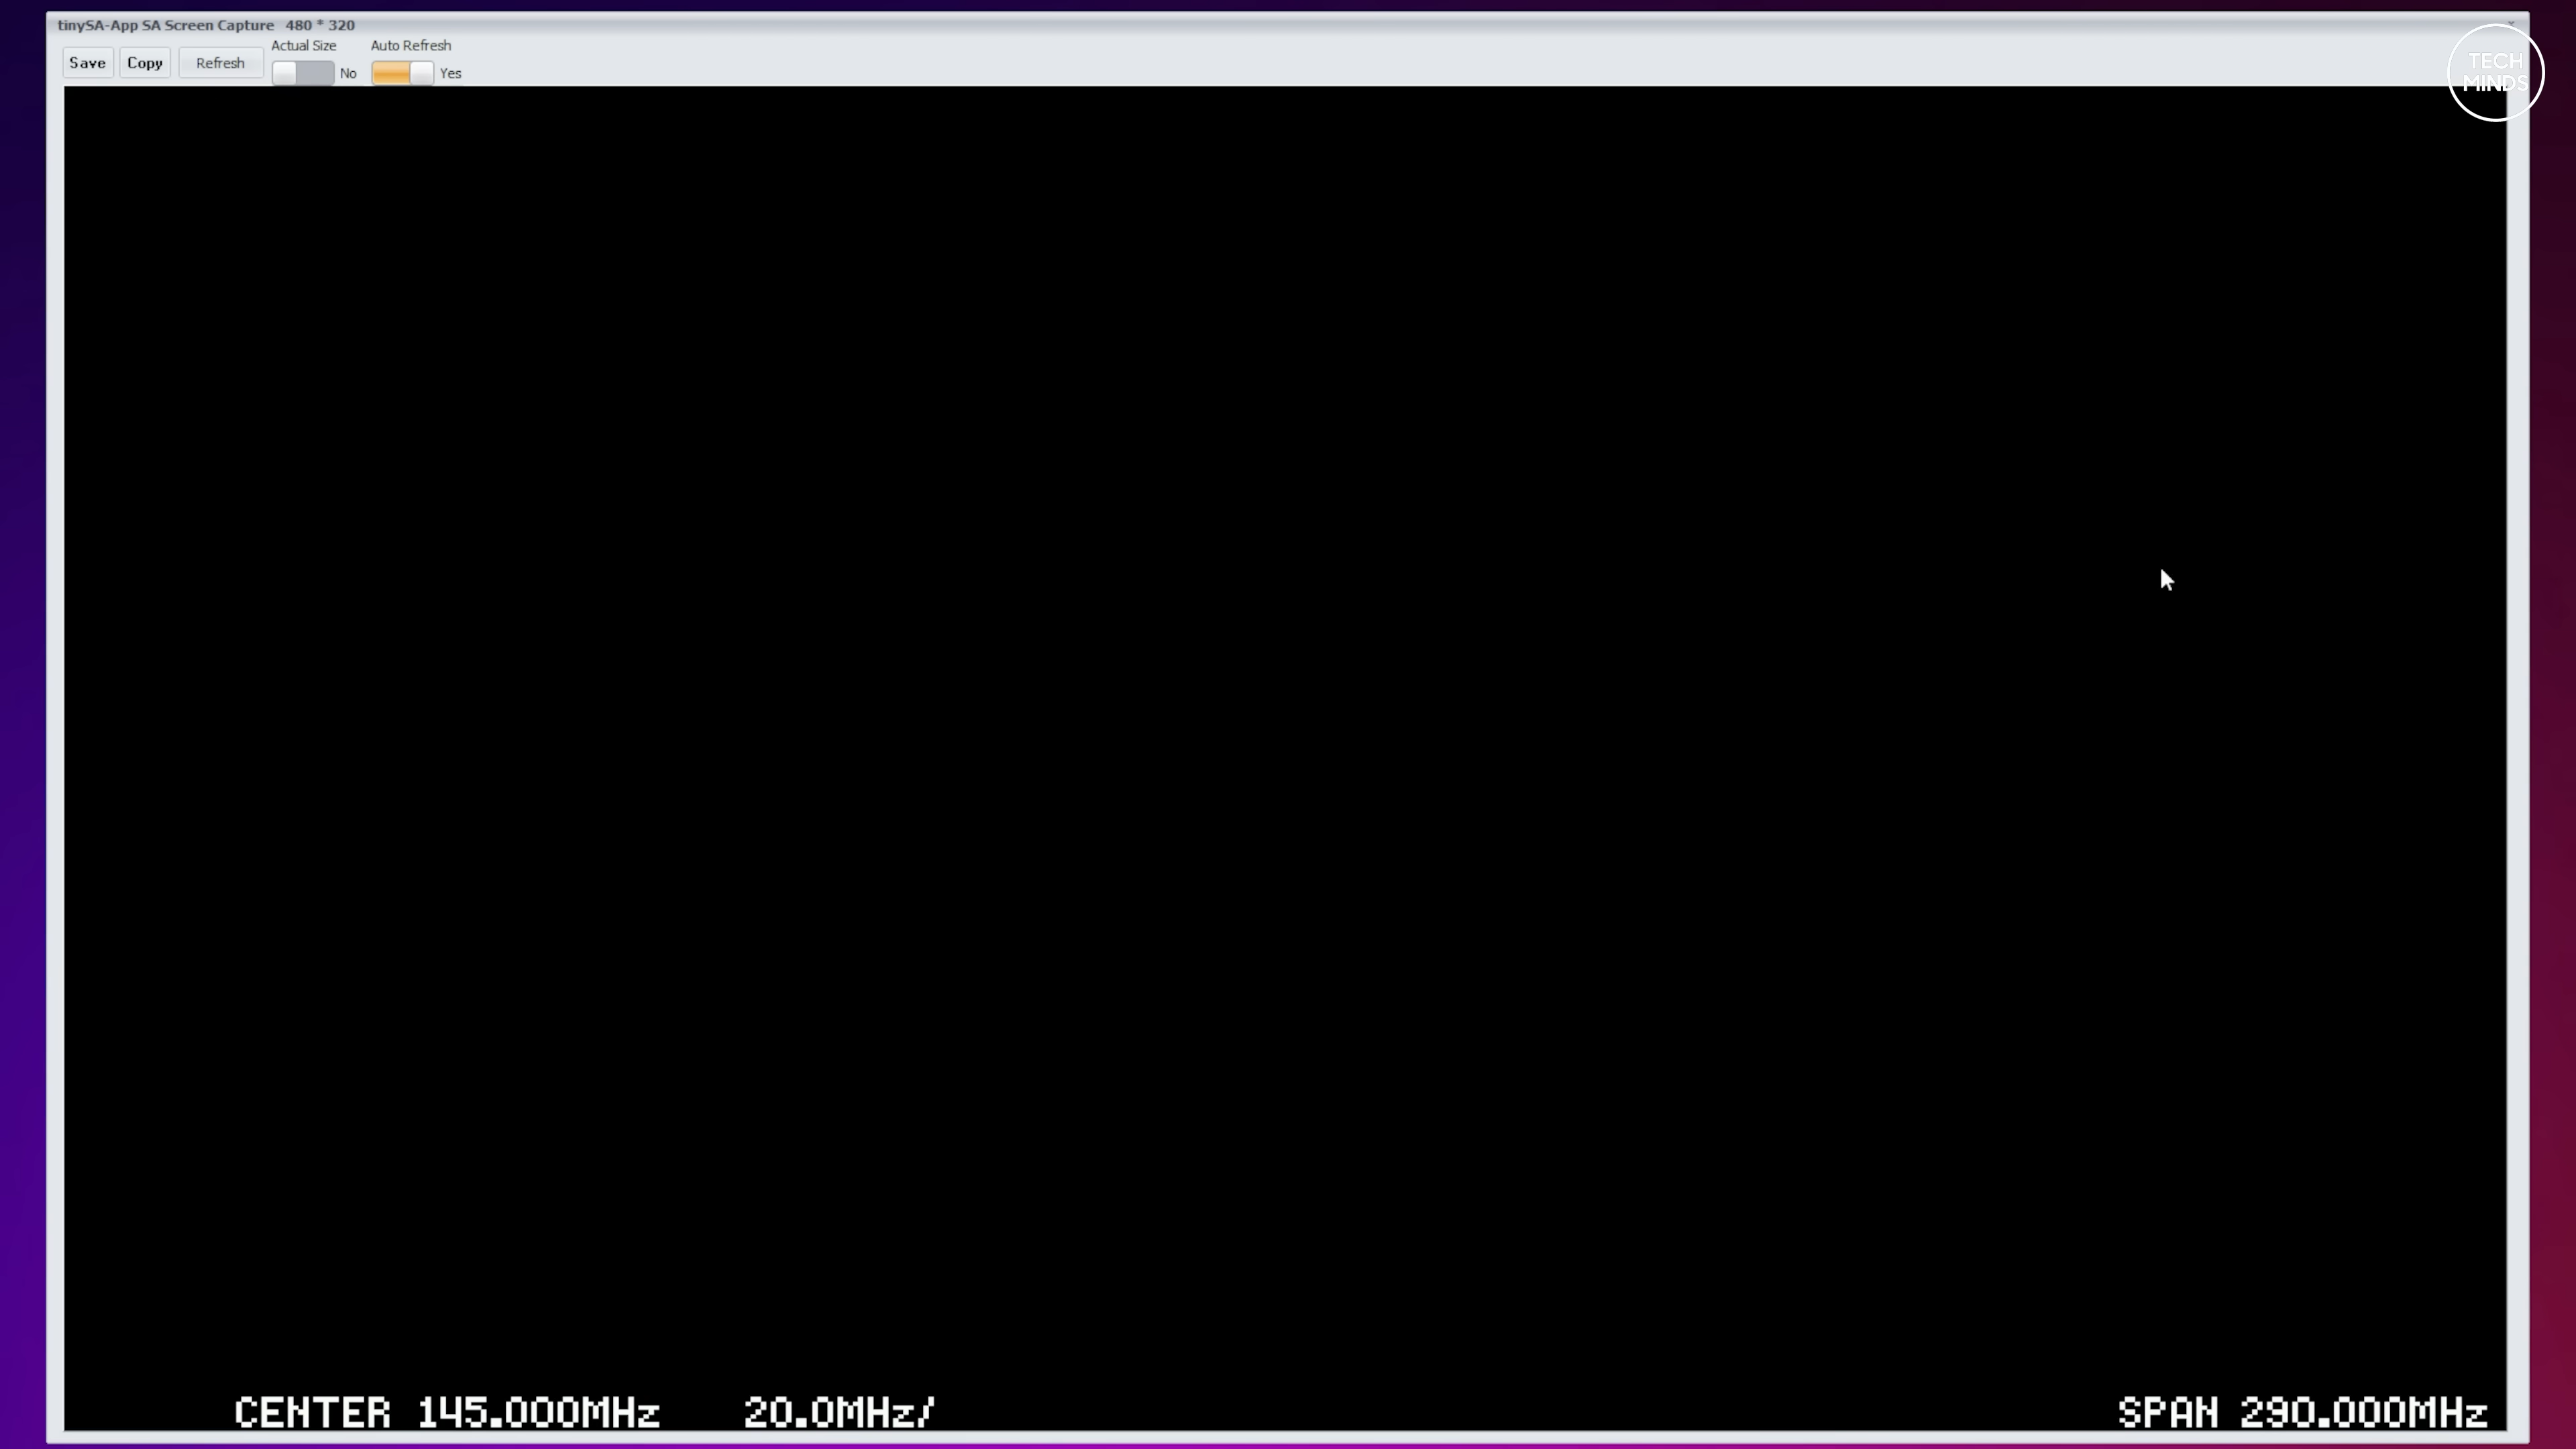 tinySA-App SA Screen Capture 480 * 320
Save Copy Refresh Actual Size No Auto Refresh Yes
TECH
MINDS
CENTER 145.000MHz 20.0MHz/ SPAN 290.000MHz